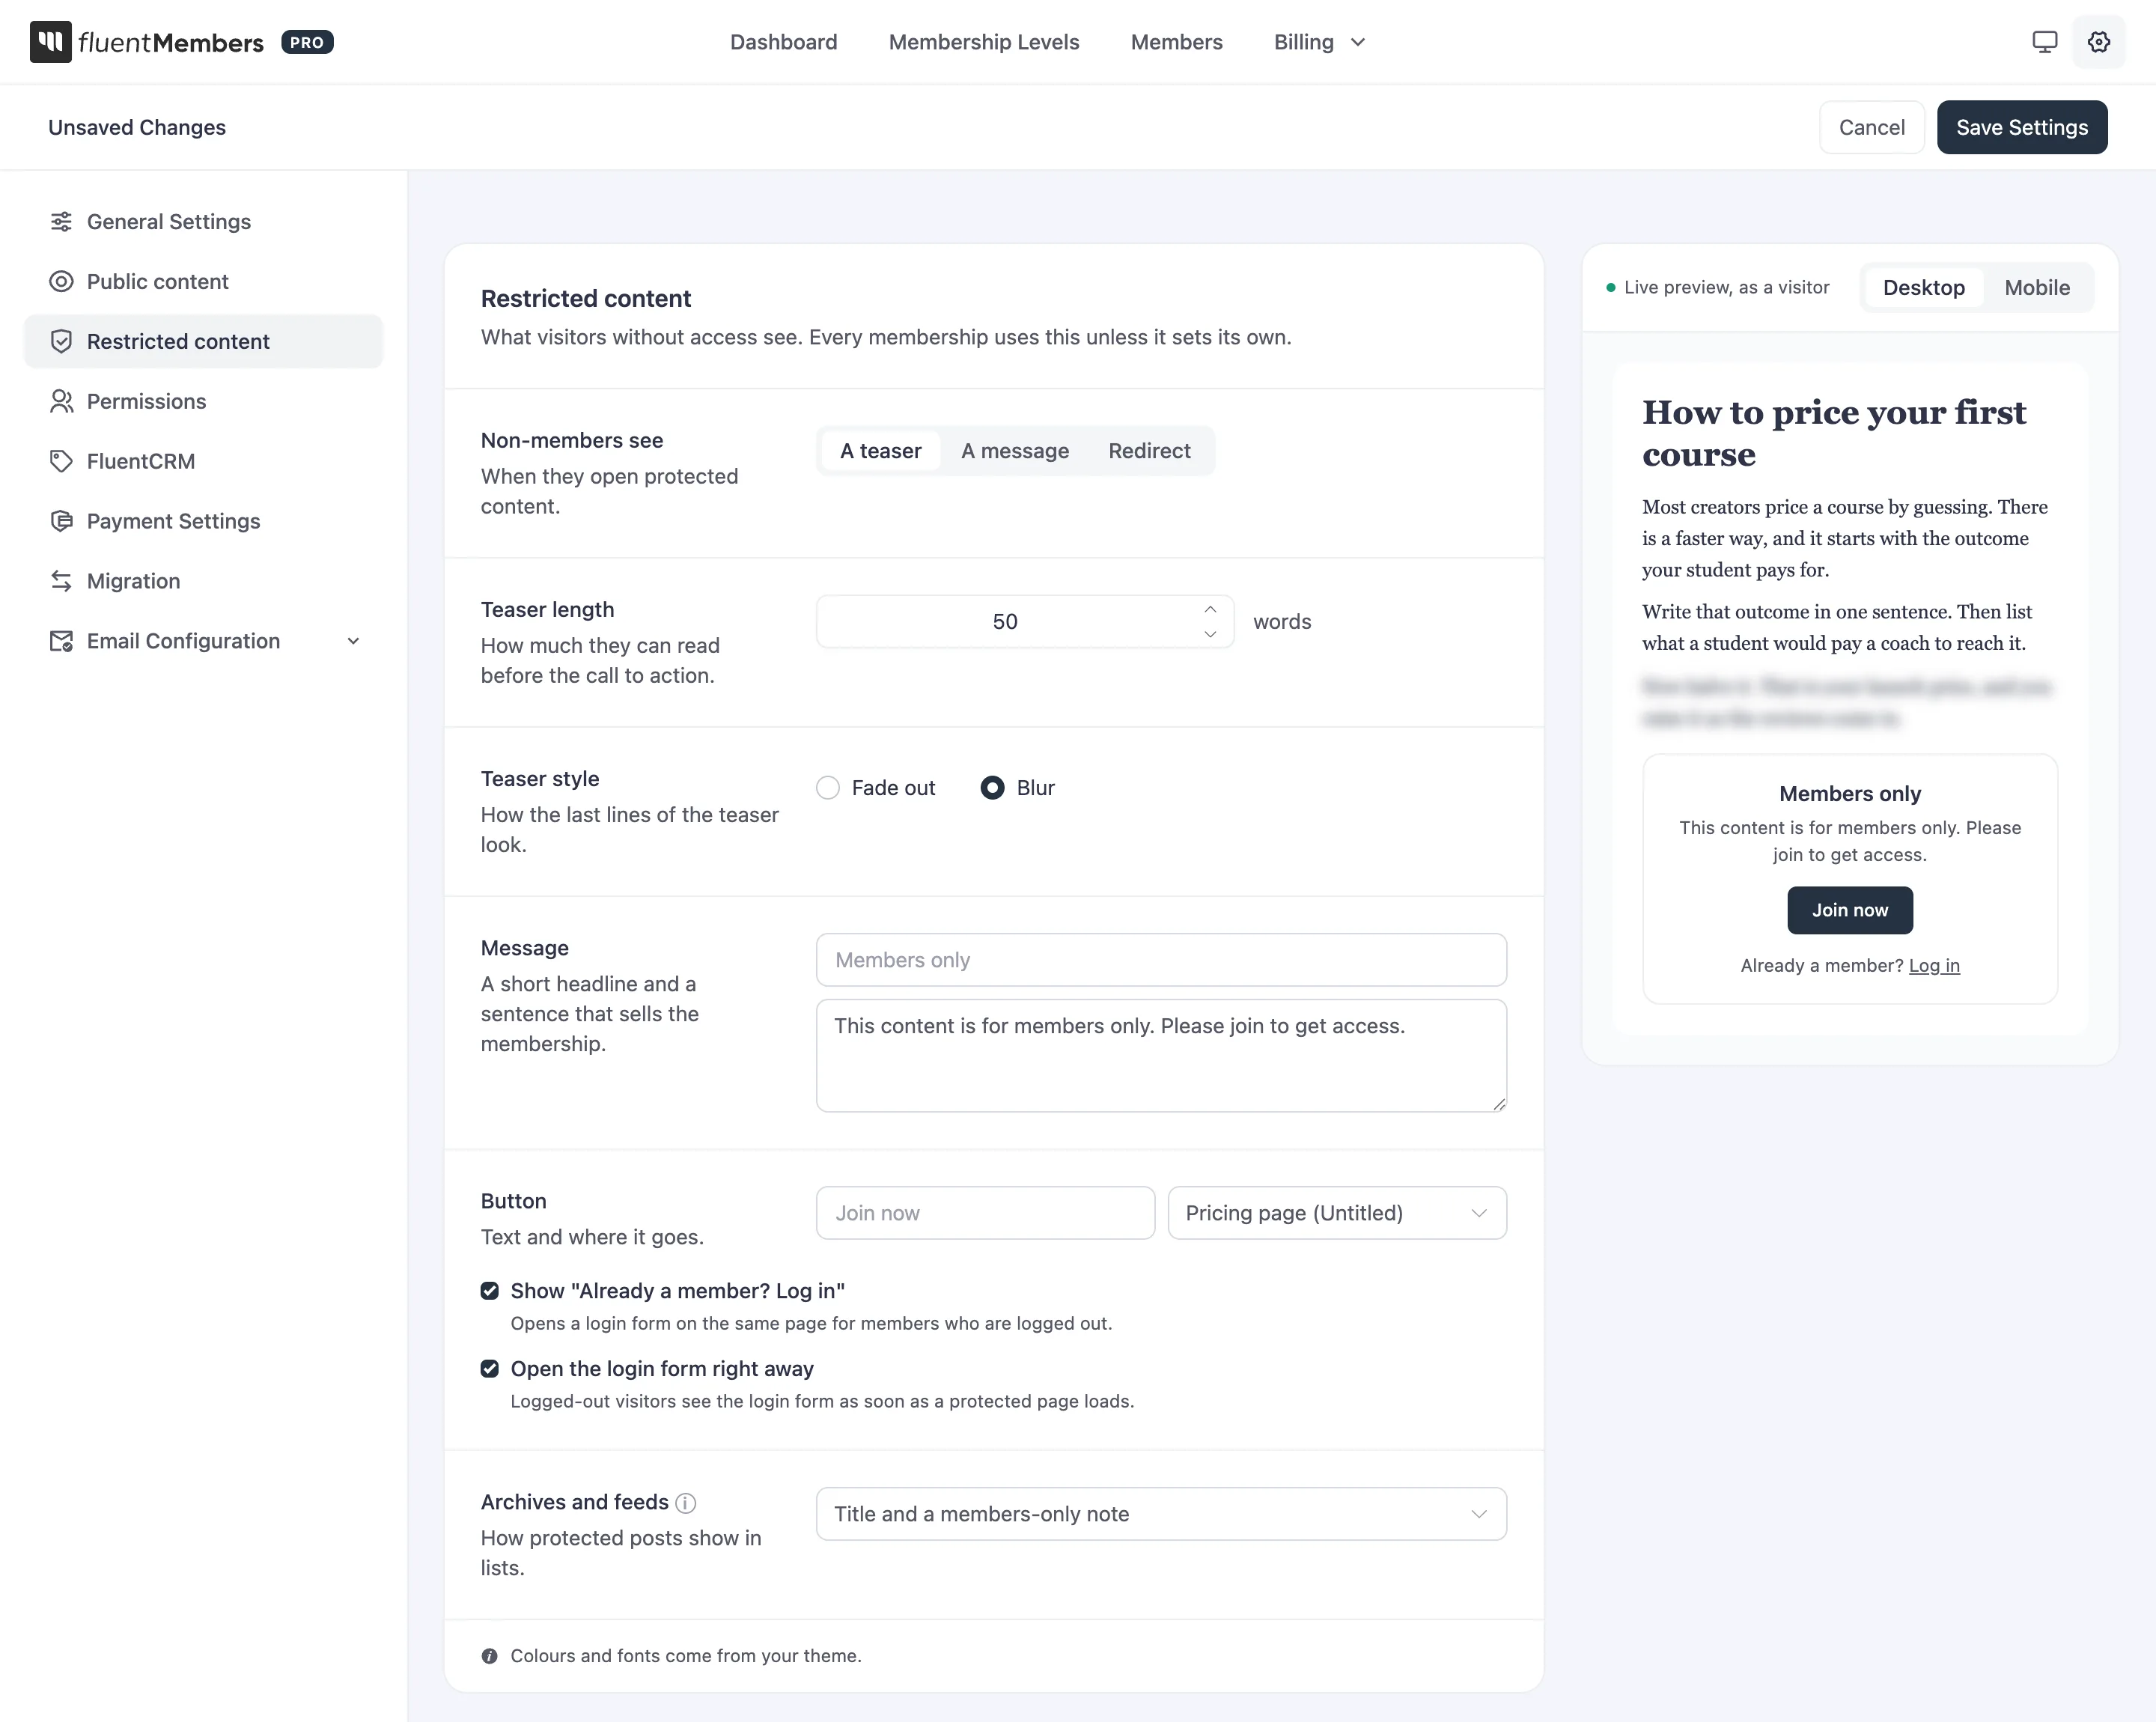 fluentMembers PRO
Dashboard
Membership Levels
Members
Billing
Unsaved Changes
Cancel
Save Settings
General Settings
Public content
Restricted content
Permissions
FluentCRM
Payment Settings
Migration
Email Configuration
Restricted content
What visitors without access see. Every membership uses this unless it sets its own.
Non-members see
When they open protected
content.
A teaser
A message
Redirect
Teaser length
How much they can read
before the call to action.
50
words
Teaser style
How the last lines of the teaser
look.
Fade out
Blur
Message
A short headline and a
sentence that sells the
membership.
Members only
This content is for members only. Please join to get access.
Button
Text and where it goes.
Join now
Pricing page (Untitled)
Show "Already a member? Log in"
Opens a login form on the same page for members who are logged out.
Open the login form right away
Logged-out visitors see the login form as soon as a protected page loads.
Archives and feeds
How protected posts show in
lists.
Title and a members-only note
Colours and fonts come from your theme.
Live preview, as a visitor
Desktop
Mobile
How to price your first
course
Most creators price a course by guessing. There
is a faster way, and it starts with the outcome
your student pays for.
Write that outcome in one sentence. Then list
what a student would pay a coach to reach it.
Members only
This content is for members only. Please
join to get access.
Join now
Already a member? Log in